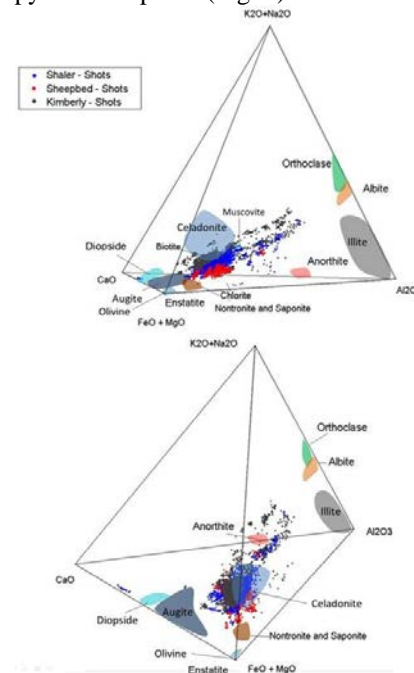 K2O+Na2O
Shaler - Shots
Sheepbed - Shots
Kimberly - Shots
Orthoclase
Albite
Muscovite
Celadonite
Illite
Diopside
Biotite
Anorthite
CaO
Al2O
Augite
Chlorite
Enstatite
Nontronite and Saponite
Olivine
FeO + MgO
K2O+Na2O
Orthoclase
Albite
Illite
Anorthite
Al2O3
CaO
Celadonite
Augite
Diopside
Nontronite and Saponite
Olivine
Enstatite
FeO + MgO